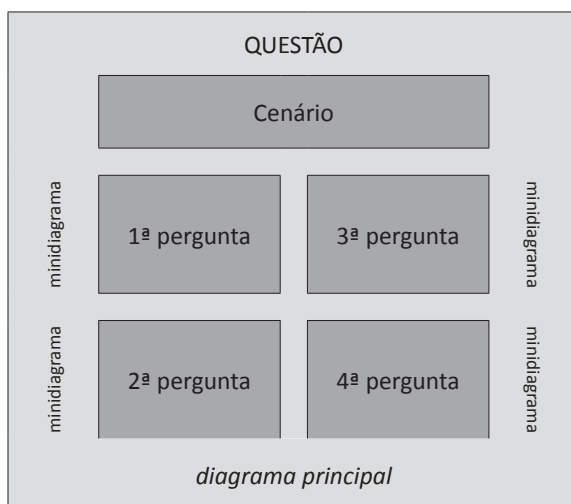 QUESTÃO
Cenário
minidiagrama
1ª pergunta
3ª pergunta
minidiagrama
minidiagrama
2ª pergunta
4ª pergunta
minidiagrama
diagrama principal